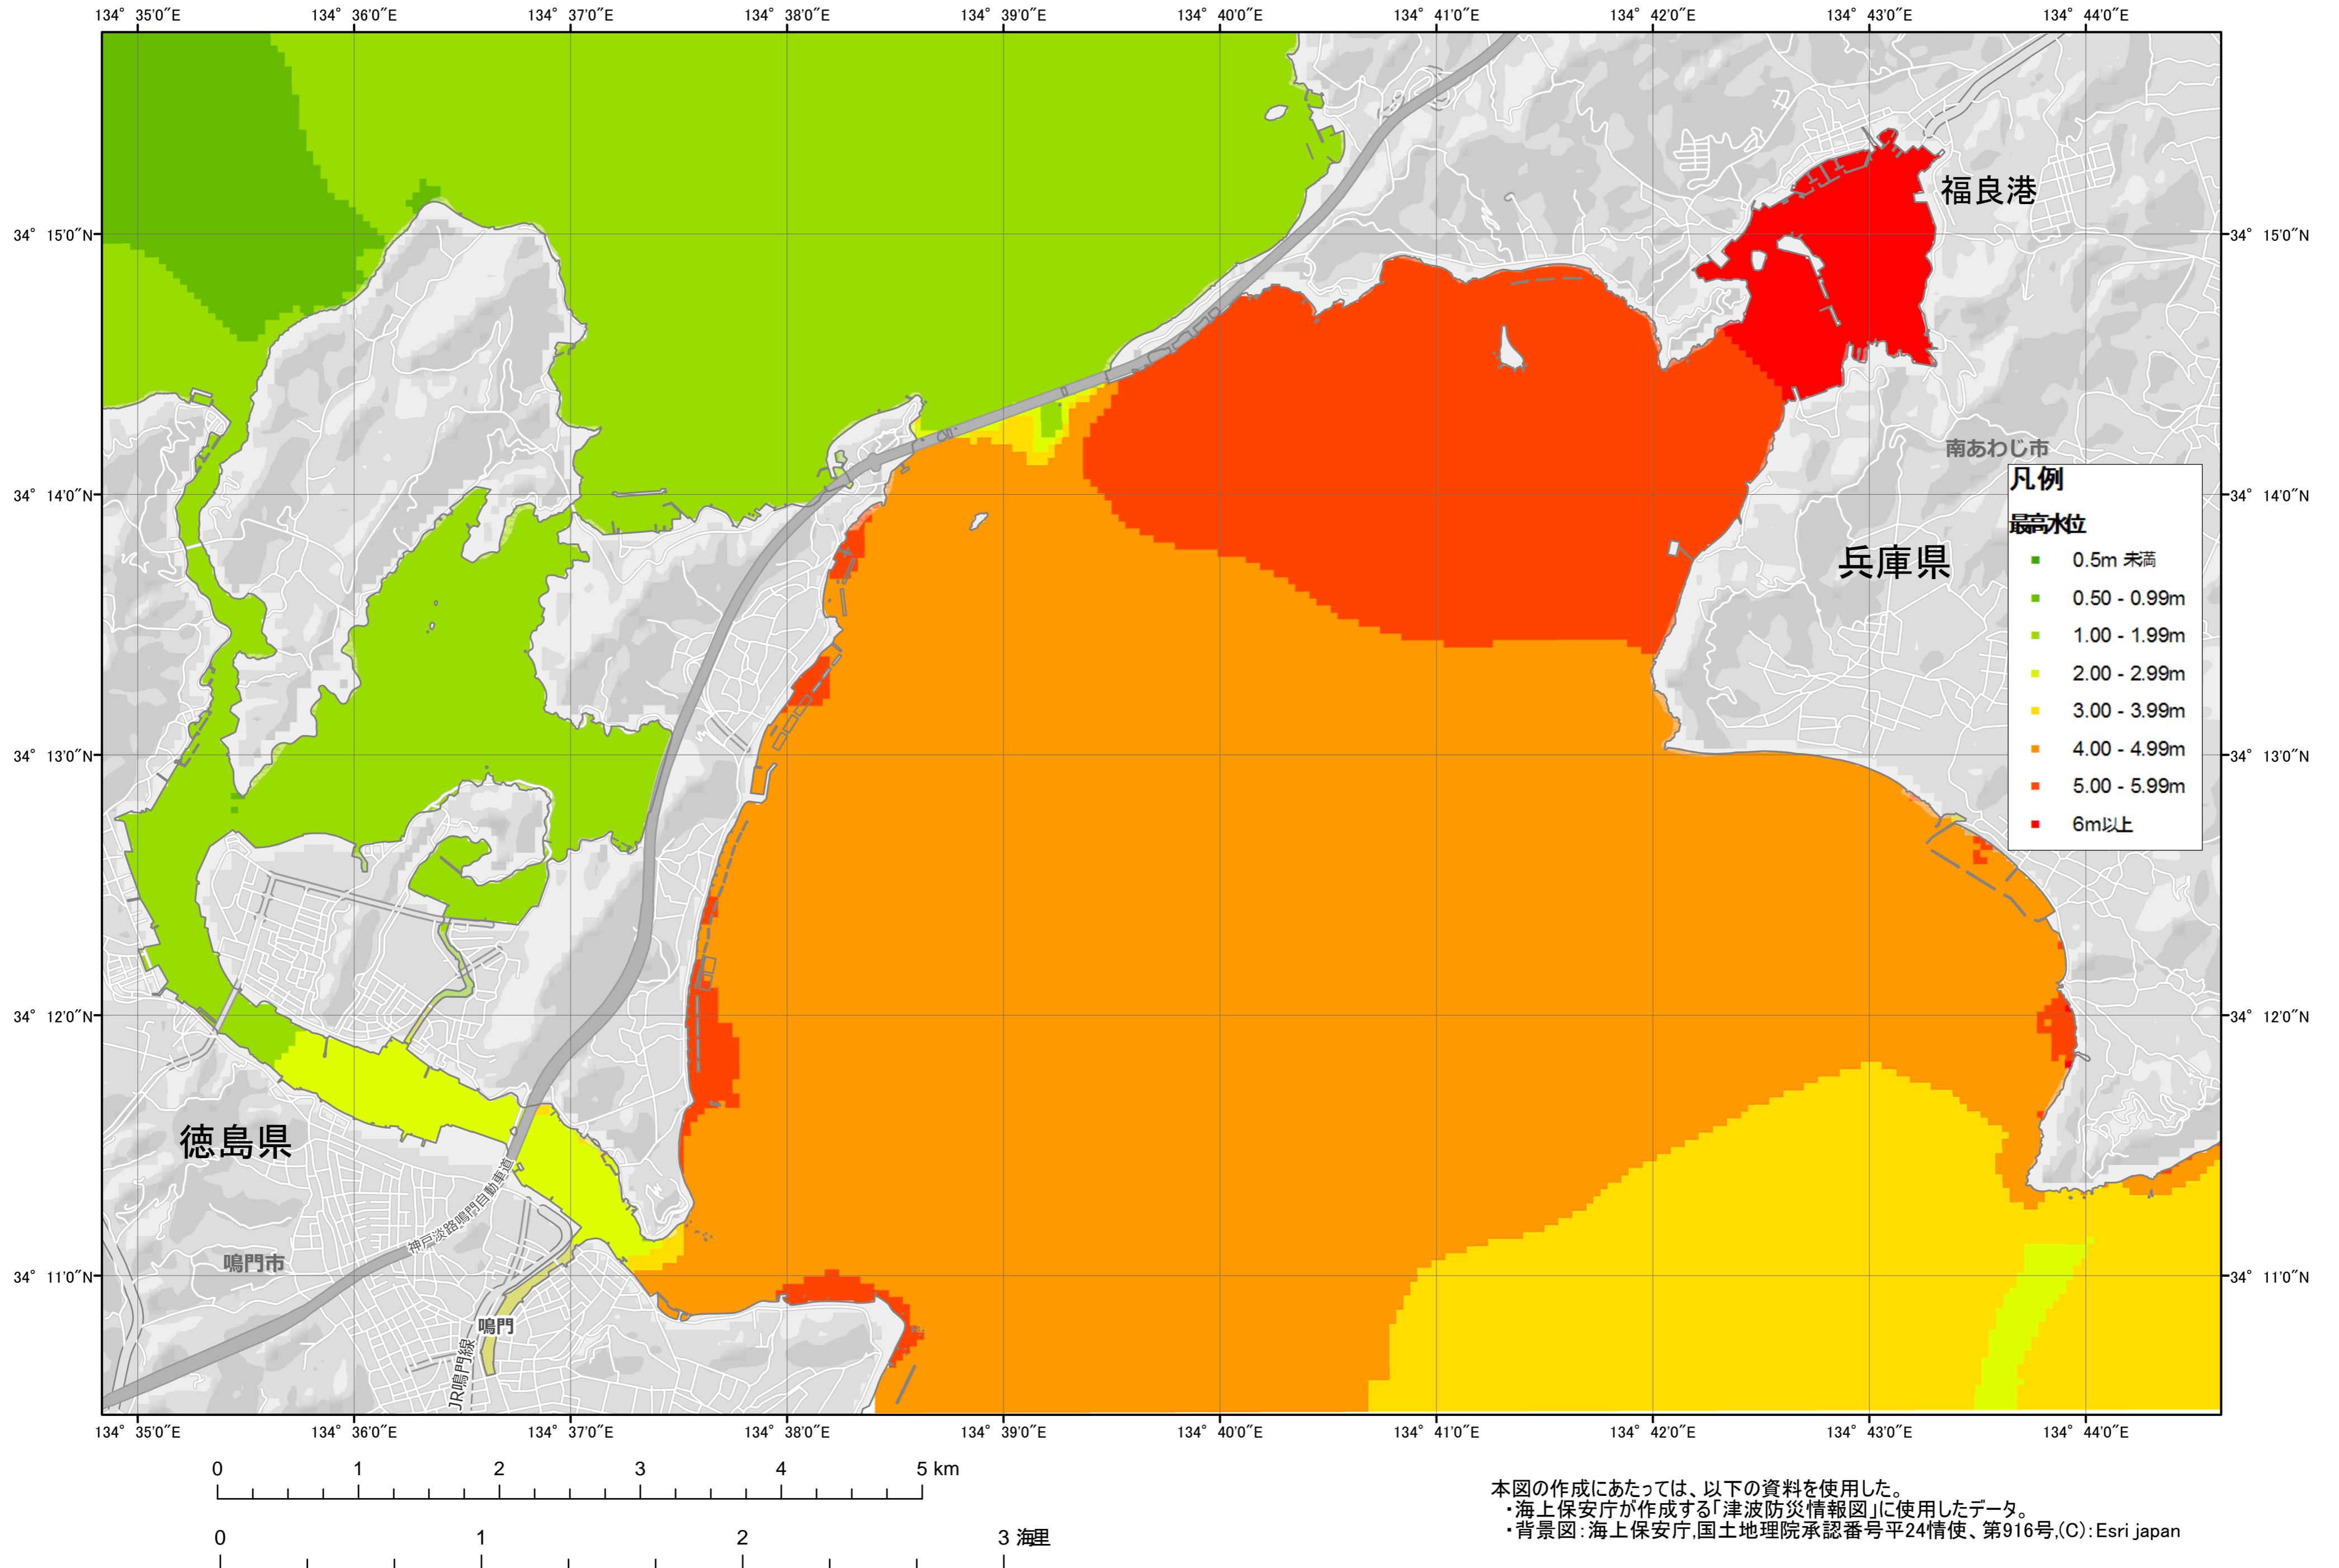 134° 35'0"E 134° 36'0"E 134° 37'0"E 134° 38'0"E 134° 39'0"E 134° 40'0"E 134° 41'0"E 134° 42'0"E 134° 43'0"E 134° 44'0"E
福良港
34° 15'0"N 34° 15'0"N
南あわじ市
凡例
34° 14'0"N 34° 14'0"N
最高水位
兵庫県
0.5m 未満
0.50 - 0.99m
1.00 - 1.99m
2.00 - 2.99m
3.00 - 3.99m
34° 13'0"N 34° 13'0"N
4.00 - 4.99m
5.00 - 5.99m
6m以上
34° 12'0"N 34° 12'0"N
徳島県
神戸淡路鳴門自動車道
鳴門市
34° 11'0"N 34° 11'0"N
鳴門
JR鳴門線
134° 35'0"E 134° 36'0"E 134° 37'0"E 134° 38'0"E 134° 39'0"E 134° 40'0"E 134° 41'0"E 134° 42'0"E 134° 43'0"E 134° 44'0"E
0 1 2 3 4 5 km
0 1 2 3 海里
本図の作成にあたっては、以下の資料を使用した。
・海上保安庁が作成する「津波防災情報図」に使用したデータ。
・背景図：海上保安庁,国土地理院承認番号平24情使、第916号,(C)：Esri japan